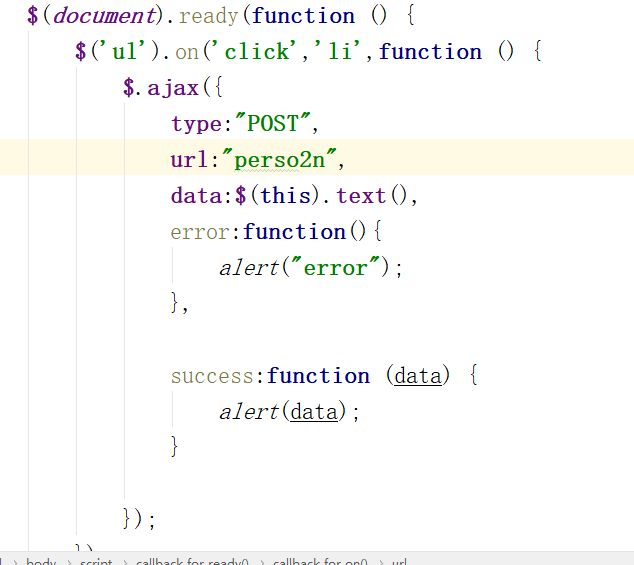 $(document).ready(function () {
$('ul').on('click','li',function () {
$.ajax({
type:"POST",
url:"perso2n",
data:$(this).text(),
error:function(){
alert("error");
},
success:function (data) {
alert(data);
}
});
})
body > script > callback for ready() > callback for on() > url